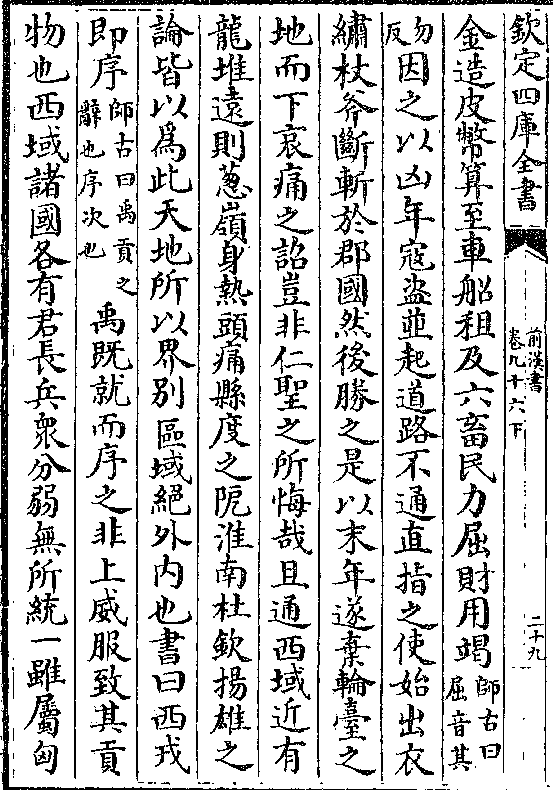 欽定四庫全書
前漢書
卷九十六下
二十九
金造皮幣算至車船租及六畜民力屈財用竭師古曰屈音其
勿反因之以凶年寇盜並起道路不通直指之使始出衣
繡杖斧斷斬於郡國然後勝之是以末年遂棄輪臺之
地而下哀痛之詔豈非仁聖之所悔哉且通西域近有
龍堆遠則葱嶺身熱頭痛縣度之阨淮南杜欽揚雄之
論皆以爲此天地所以界別區域絕外内也書曰西戎
即序師古曰禹貢之辭也序次也禹既就而序之非上威服致其貢
物也西域諸國各有君長兵衆分弱無所統一雖屬匈